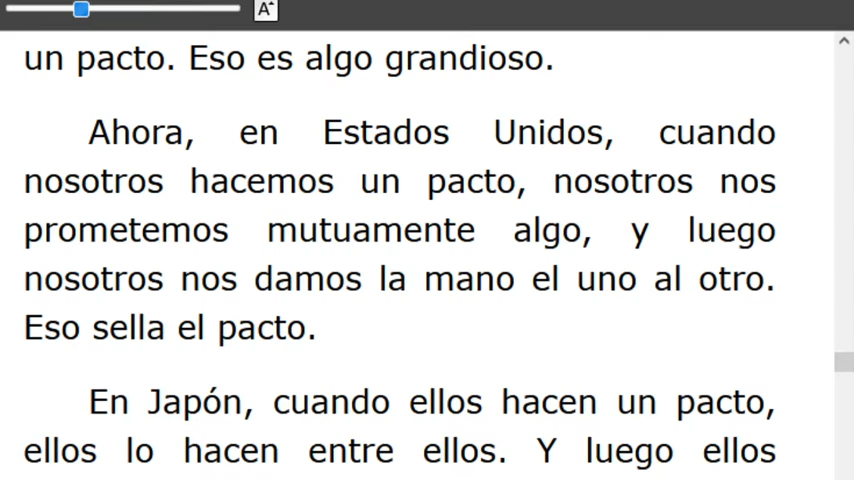 A
un pacto. Eso es algo grandioso.
Ahora, en Estados Unidos, cuando
nosotros hacemos un pacto, nosotros nos
prometemos mutuamente algo, y luego
nosotros nos damos la mano el uno al otro.
Eso sella el pacto.
En Japón, cuando ellos hacen un pacto,
ellos lo hacen entre ellos. Y luego ellos